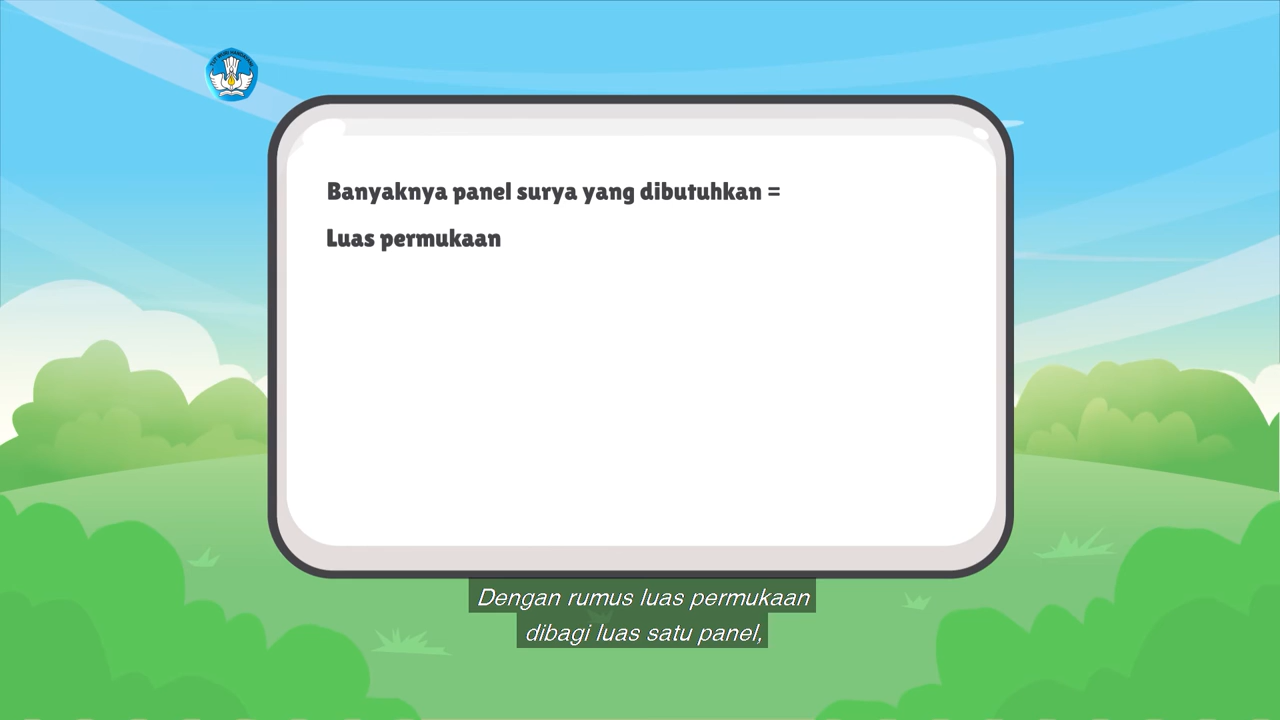 Banyaknya panel surya yang dibutuhkan =
Luas permukaan
Dengan rumus luas permukaan
dibagi luas satu panel,